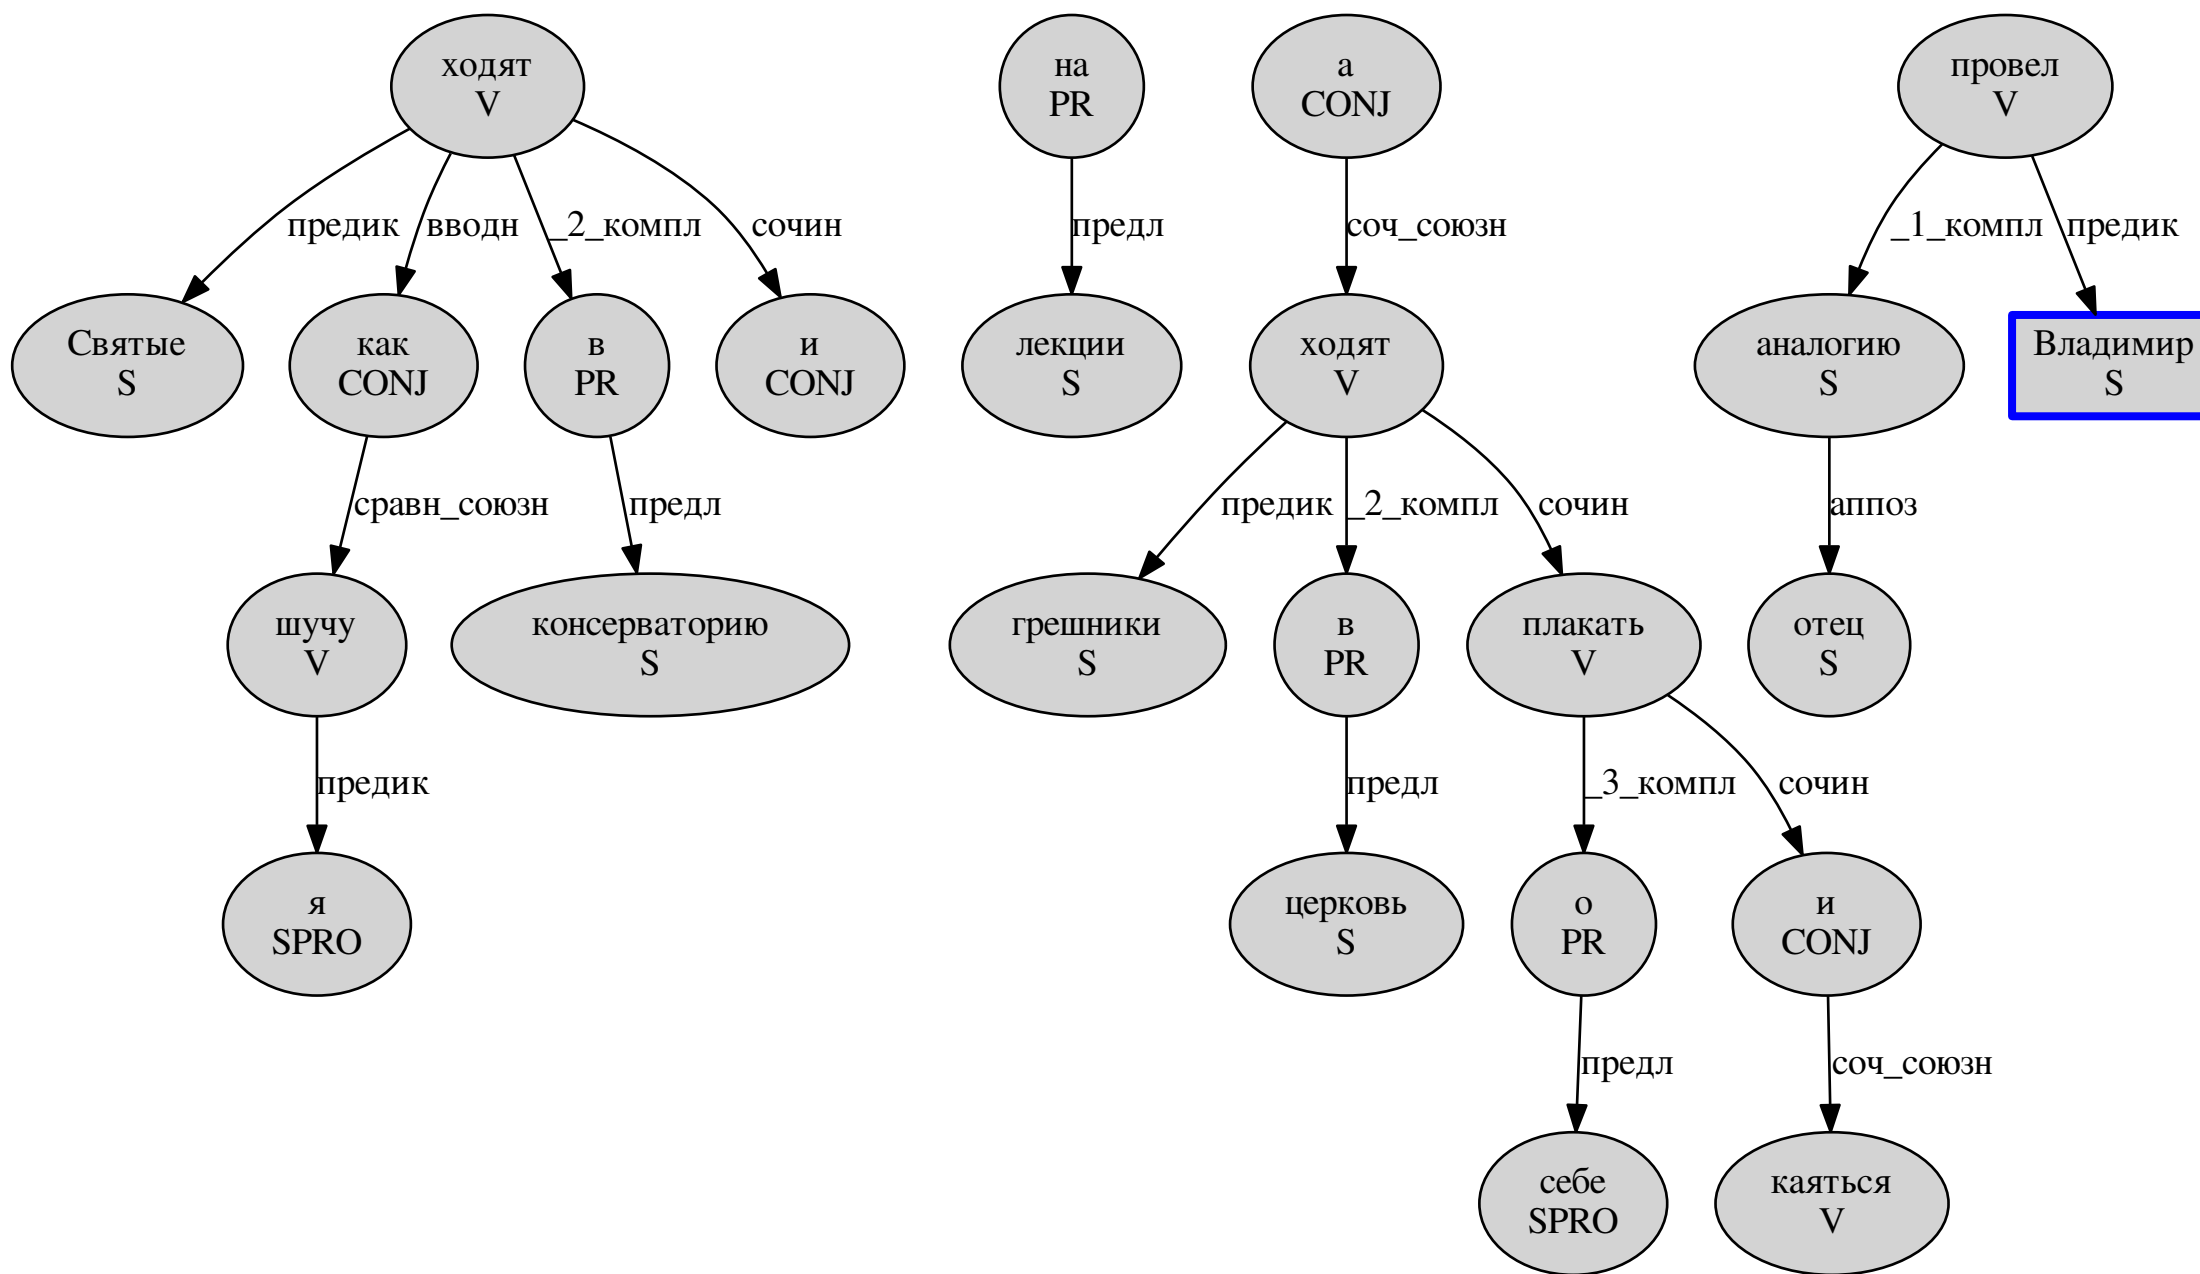 ходят
V
на
PR
а
CONJ
провел
V
предик
вводн
_2_компл
сочин
предл
соч_союзн
_1_компл
предик
Святые
S
как
CONJ
в
PR
и
CONJ
лекции
S
ходят
V
аналогию
S
Владимир
S
сравн_союзн
предл
предик
_2_компл
сочин
аппоз
шучу
V
консерваторию
S
грешники
S
в
PR
плакать
V
отец
S
предик
предл
_3_компл
сочин
я
SPRO
церковь
S
о
PR
и
CONJ
предл
соч_союзн
себе
SPRO
каяться
V